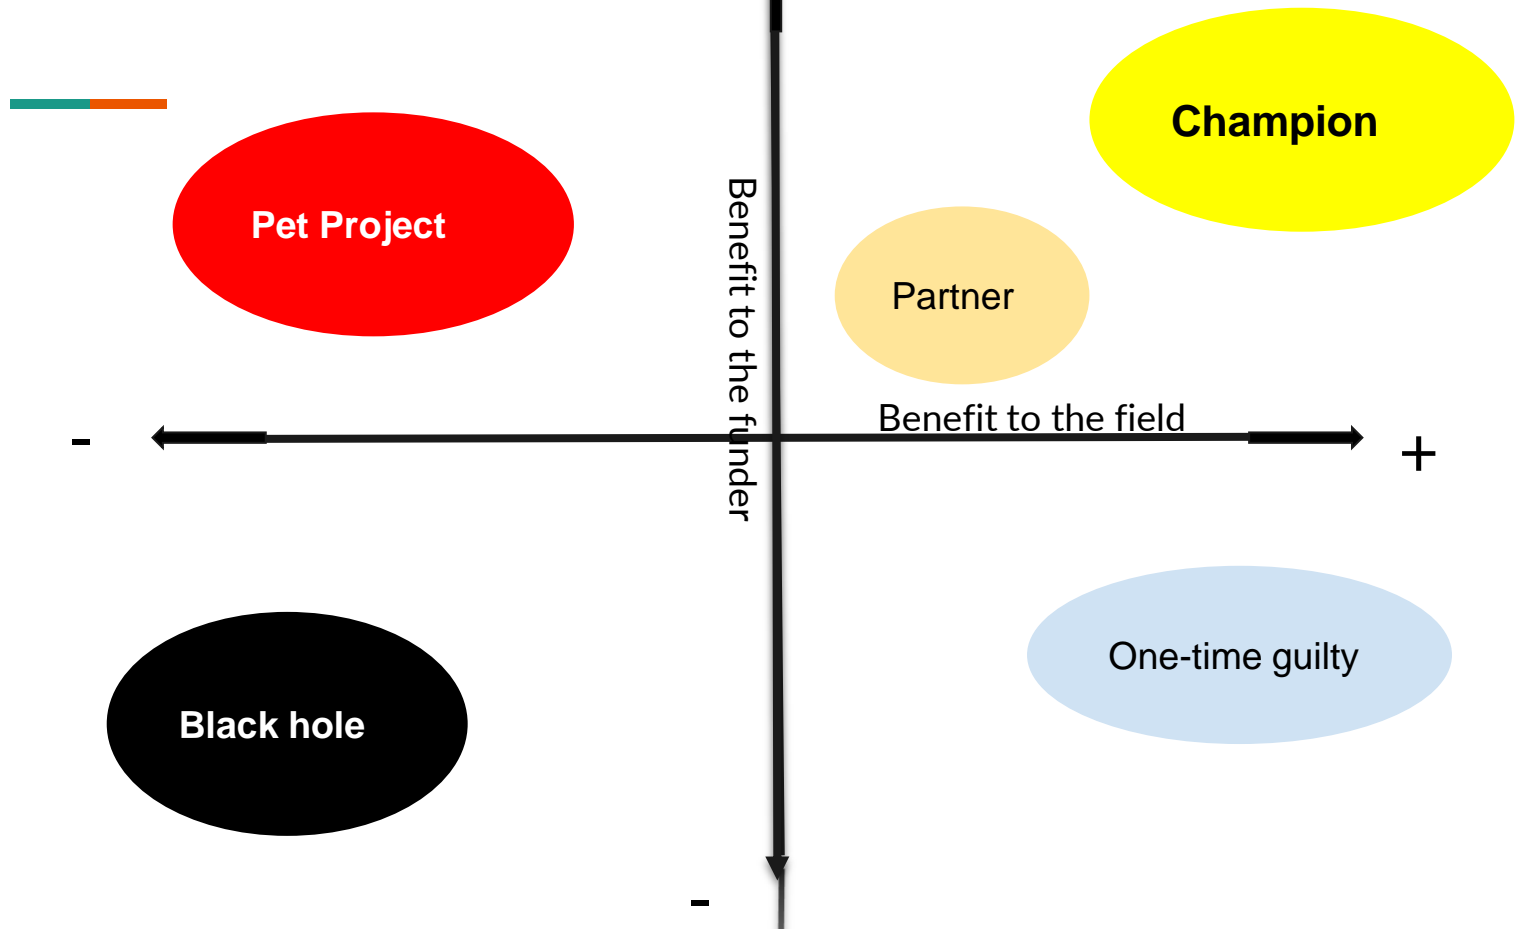 Champion
Pet Project
Partner
Benefit to the funder
Benefit to the field
-
+
One-time guilty
Black hole
-